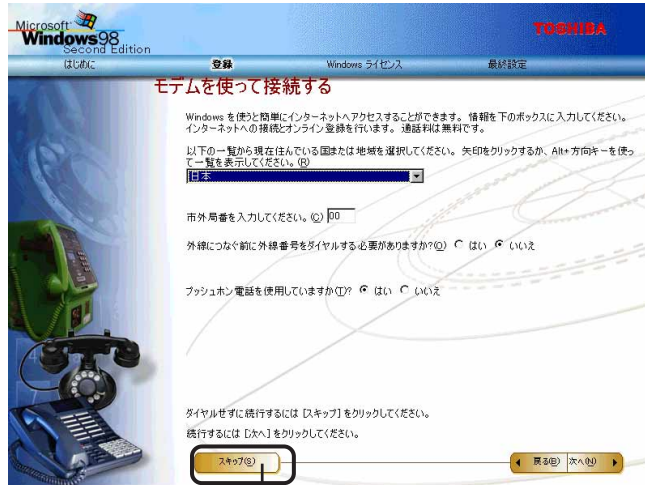 Microsoft
Windows98
Second Edition
TOSHIBA
はじめに 登録 Windows ライセンス 最終設定
モデムを使って接続する
Windows を使うと簡単にインターネットへアクセスすることができます。 情報を下のボックスに入力してください。
インターネットへの接続とオンライン登録を行います。 通話料は無料です。
以下の一覧から現在住んでいる国または地域を選択してください。 矢印をクリックするか、Alt+方向キーを使っ
て一覧を表示してください。(R)
日本
市外局番を入力してください。(C) 00
外線につなぐ前に外線番号をダイヤルする必要がありますか?(O) はい いいえ
プッシュホン電話を使用していますか(T)? はい いいえ
ダイヤルせずに続行するには [スキップ] をクリックしてください。
続行するには [次へ] をクリックしてください。
スキップ(S) 戻る(B) 次へ(N)